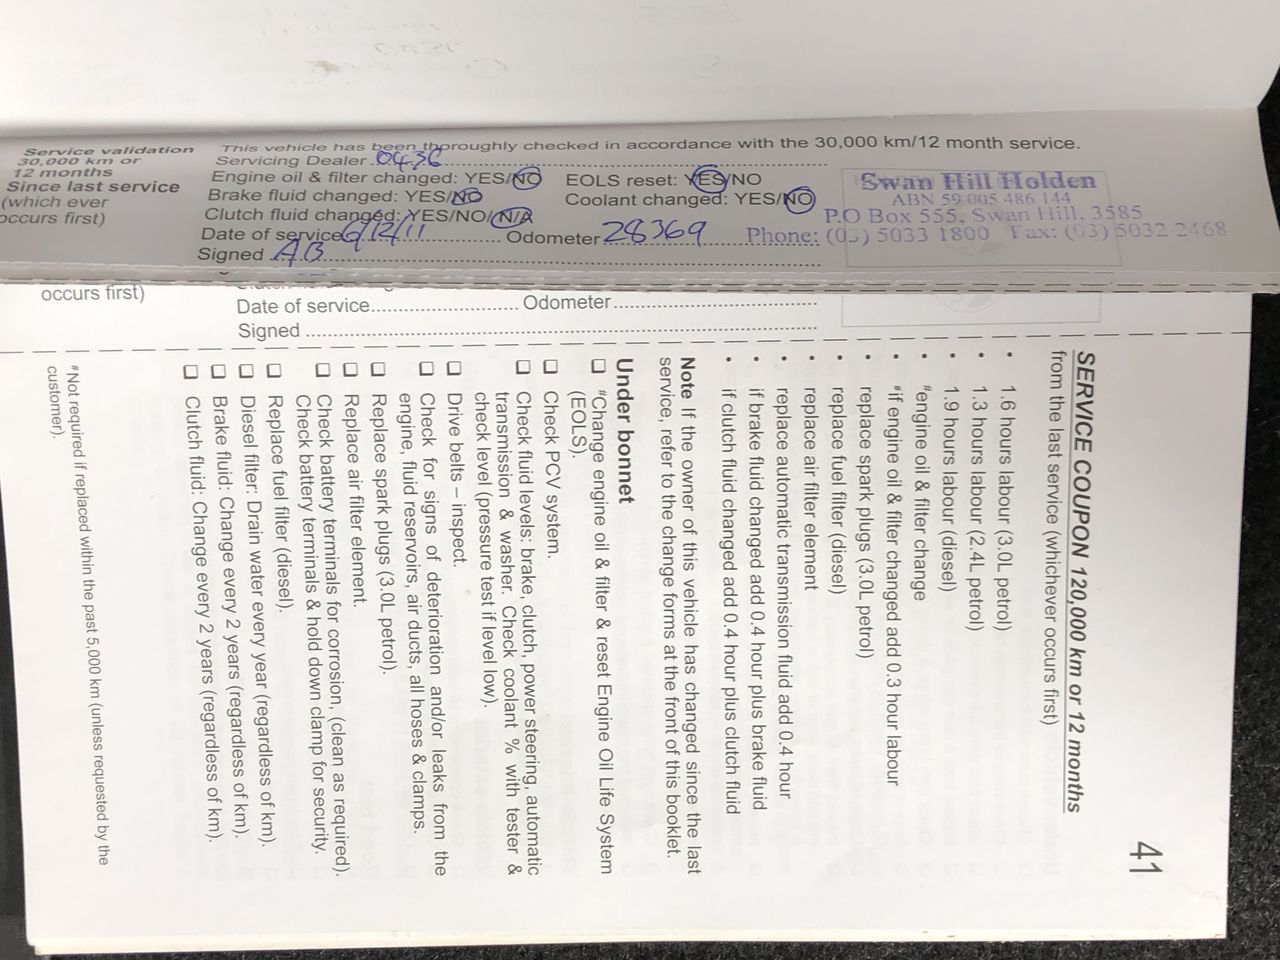 Service validation
30,000 km or
12 months
Since last service
(which ever
occurs first)
This vehicle has been thoroughly checked in accordance with the 30,000 km/12 month service.
Servicing Dealer 0436
Engine oil & filter changed: YES/NO
EOLS reset: YES/NO
Brake fluid changed: YES/NO
Coolant changed: YES/NO
Clutch fluid changed: YES/NO/N/A
Date of service 6/12/11 Odometer 28369
Signed AB
Swan Hill Holden
ABN 59 005 486 144
P.O Box 555, Swan Hill. 3585
Phone: (03) 5033 1800 Fax: (03) 5032 2468
occurs first)
Date of service Odometer
Signed
41
SERVICE COUPON 120,000 km or 12 months
from the last service (whichever occurs first)
• 1.6 hours labour (3.0L petrol)
• 1.3 hours labour (2.4L petrol)
• 1.9 hours labour (diesel)
• #engine oil & filter change
• #if engine oil & filter changed add 0.3 hour labour
• replace spark plugs (3.0L petrol)
• replace fuel filter (diesel)
• replace air filter element
• replace automatic transmission fluid add 0.4 hour
• if brake fluid changed add 0.4 hour plus brake fluid
• if clutch fluid changed add 0.4 hour plus clutch fluid
Note If the owner of this vehicle has changed since the last
service, refer to the change forms at the front of this booklet.
Under bonnet
❑ #Change engine oil & filter & reset Engine Oil Life System
(EOLS).
❑ Check PCV system.
❑ Check fluid levels: brake, clutch, power steering, automatic
transmission & washer. Check coolant % with tester &
check level (pressure test if level low).
❑ Drive belts – inspect.
❑ Check for signs of deterioration and/or leaks from the
engine, fluid reservoirs, air ducts, all hoses & clamps.
❑ Replace spark plugs (3.0L petrol).
❑ Replace air filter element.
❑ Check battery terminals for corrosion, (clean as required).
Check battery terminals & hold down clamp for security.
❑ Replace fuel filter (diesel).
❑ Diesel filter: Drain water every year (regardless of km).
❑ Brake fluid: Change every 2 years (regardless of km).
❑ Clutch fluid: Change every 2 years (regardless of km).
#Not required if replaced within the past 5,000 km (unless requested by the
customer).